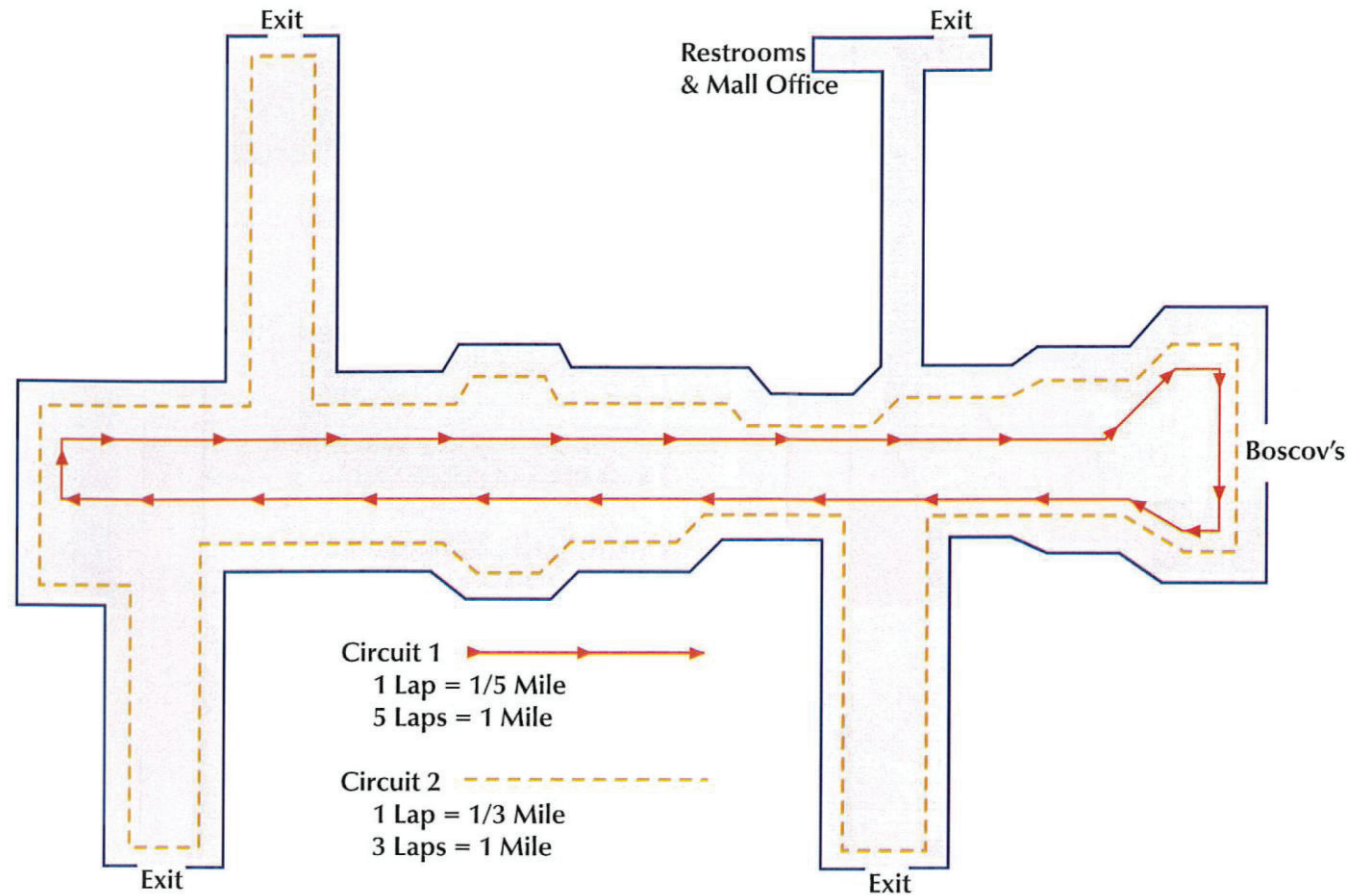 Exit
Exit
Restrooms
& Mall Office
Boscov's
Circuit 1
1 Lap = 1/5 Mile
5 Laps = 1 Mile
Circuit 2
1 Lap = 1/3 Mile
3 Laps = 1 Mile
Exit
Exit